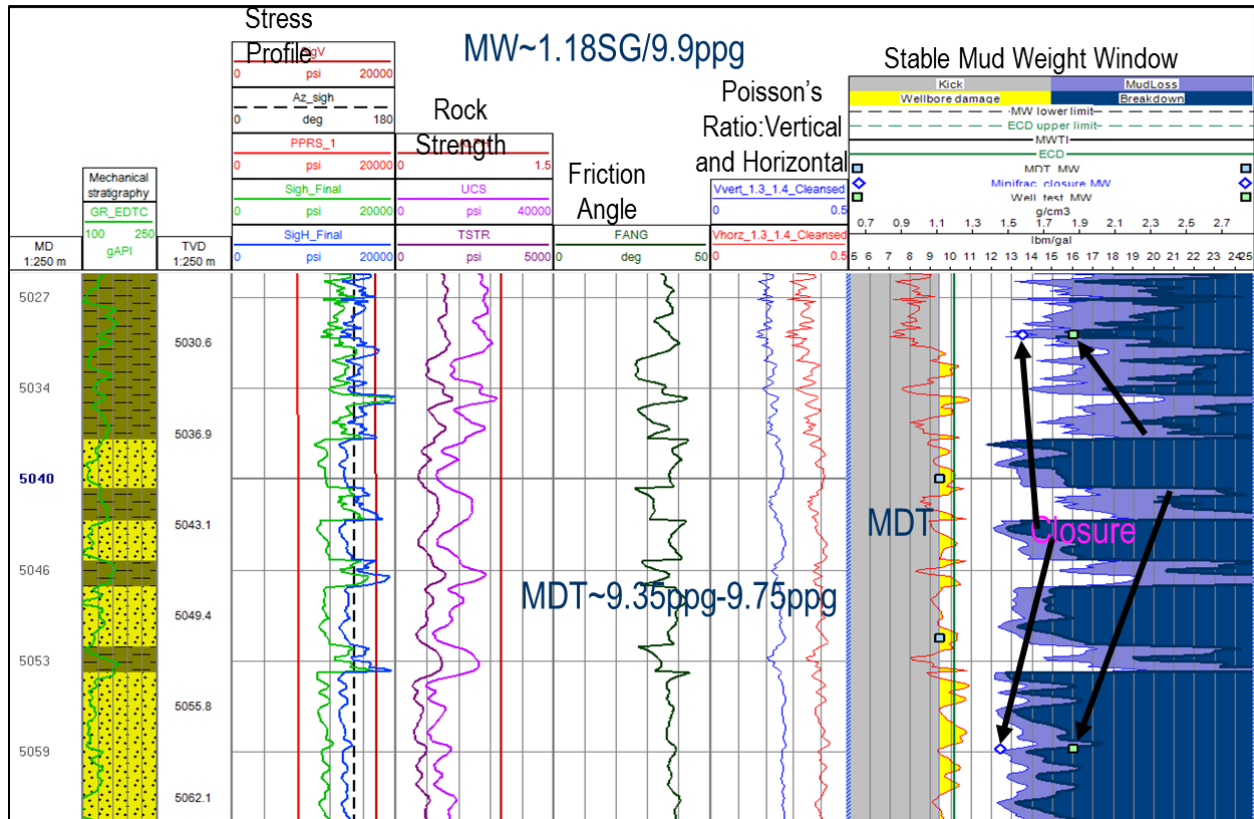 Stress
Profile
MW~1.18SG/9.9ppg
Rock
Strength
Friction
Angle
Poisson's
Ratio:Vertical
and Horizontal
Stable Mud Weight Window
MD
1:250 m
Mechanical
stratigraphy
GR_EDTC
100 250
gAPI
TVD
1:250 m
SigV
0 psi 20000
Az_sigh
0 deg 180
PPRS_1
0 psi 20000
Sigh_Final
0 psi 20000
SigH_Final
0 psi 20000
0 1.5
UCS
0 psi 40000
TSTR
0 psi 5000
FANG
0 deg 50
Vvert_1.3_1.4_Cleansed
0 0.5
Vhorz_1.3_1.4_Cleansed
0 0.5
Kick MudLoss
Wellbore damage Breakdown
MW lower limit
ECD upper limit
MWTI
ECD
MDT_MW
Minifrac_closure_MW
Well_test_MW
g/cm3
0.7 0.9 1.1 1.3 1.5 1.7 1.9 2.1 2.3 2.5 2.7
lbm/gal
5 6 7 8 9 10 11 12 13 14 15 16 17 18 19 20 21 22 23 24 25
5027
5030.6
5034
5036.9
5040
5043.1
MDT
Closure
5046
MDT~9.35ppg-9.75ppg
5049.4
5053
5055.8
5059
5062.1